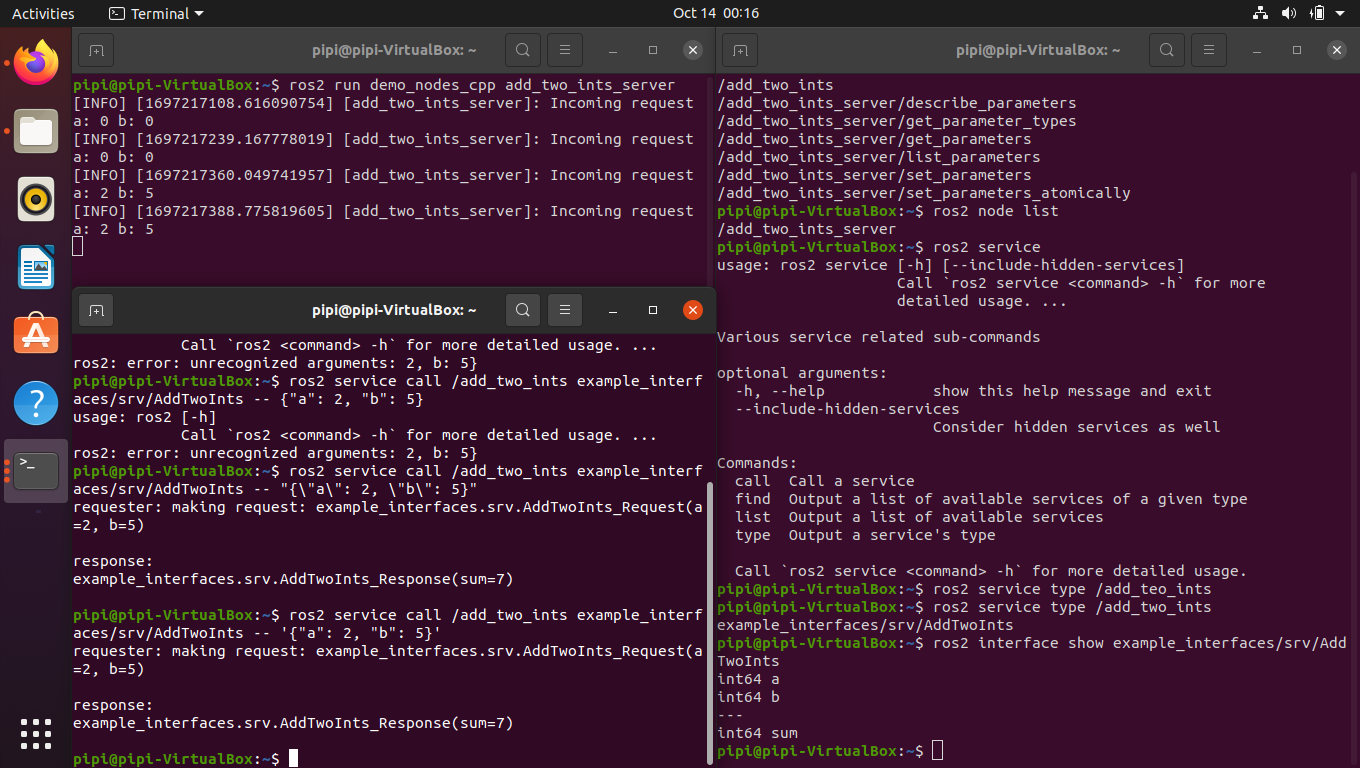 Activities
Terminal
Oct 14 00:16
pipi@pipi-VirtualBox: ~
pipi@pipi-VirtualBox:~$ ros2 run demo_nodes_cpp add_two_ints_server
[INFO] [1697217108.616090754] [add_two_ints_server]: Incoming request
a: 0 b: 0
[INFO] [1697217239.167778019] [add_two_ints_server]: Incoming request
a: 0 b: 0
[INFO] [1697217360.049741957] [add_two_ints_server]: Incoming request
a: 2 b: 5
[INFO] [1697217388.775819605] [add_two_ints_server]: Incoming request
a: 2 b: 5
pipi@pipi-VirtualBox: ~
Call `ros2 <command> -h` for more detailed usage. ...
ros2: error: unrecognized arguments: 2, b: 5}
pipi@pipi-VirtualBox:~$ ros2 service call /add_two_ints example_interf
aces/srv/AddTwoInts -- {"a": 2, "b": 5}
usage: ros2 [-h]
Call `ros2 <command> -h` for more detailed usage. ...
ros2: error: unrecognized arguments: 2, b: 5}
pipi@pipi-VirtualBox:~$ ros2 service call /add_two_ints example_interf
aces/srv/AddTwoInts -- "{\"a\": 2, \"b\": 5}"
requester: making request: example_interfaces.srv.AddTwoInts_Request(a
=2, b=5)
response:
example_interfaces.srv.AddTwoInts_Response(sum=7)
pipi@pipi-VirtualBox:~$ ros2 service call /add_two_ints example_interf
aces/srv/AddTwoInts -- '{"a": 2, "b": 5}'
requester: making request: example_interfaces.srv.AddTwoInts_Request(a
=2, b=5)
response:
example_interfaces.srv.AddTwoInts_Response(sum=7)
pipi@pipi-VirtualBox:~$
pipi@pipi-VirtualBox: ~
/add_two_ints
/add_two_ints_server/describe_parameters
/add_two_ints_server/get_parameter_types
/add_two_ints_server/get_parameters
/add_two_ints_server/list_parameters
/add_two_ints_server/set_parameters
/add_two_ints_server/set_parameters_atomically
pipi@pipi-VirtualBox:~$ ros2 node list
/add_two_ints_server
pipi@pipi-VirtualBox:~$ ros2 service
usage: ros2 service [-h] [--include-hidden-services]
Call `ros2 service <command> -h` for more
detailed usage. ...
Various service related sub-commands
optional arguments:
-h, --help show this help message and exit
--include-hidden-services
Consider hidden services as well
Commands:
call Call a service
find Output a list of available services of a given type
list Output a list of available services
type Output a service's type
Call `ros2 service <command> -h` for more detailed usage.
pipi@pipi-VirtualBox:~$ ros2 service type /add_teo_ints
pipi@pipi-VirtualBox:~$ ros2 service type /add_two_ints
example_interfaces/srv/AddTwoInts
pipi@pipi-VirtualBox:~$ ros2 interface show example_interfaces/srv/Add
TwoInts
int64 a
int64 b
---
int64 sum
pipi@pipi-VirtualBox:~$